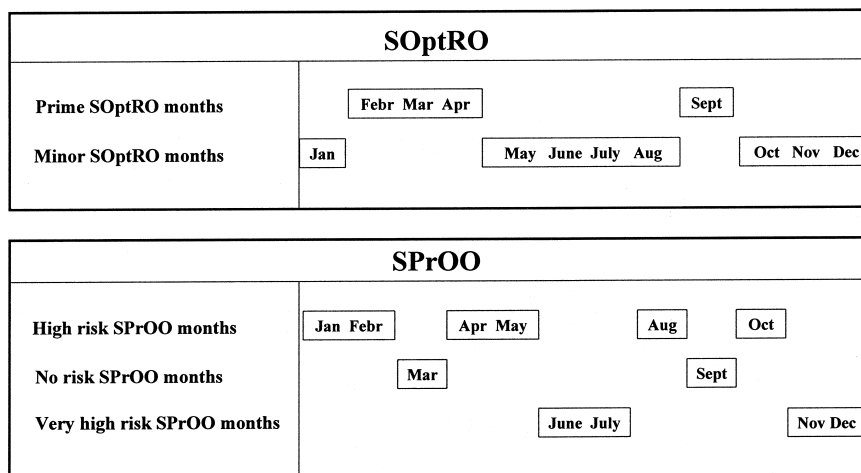 SOptRO
Prime SOptRO months Febr Mar Apr Sept
Minor SOptRO months Jan May June July Aug Oct Nov Dec
SPrOO
High risk SPrOO months Jan Febr Apr May Aug Oct
No risk SPrOO months Mar Sept
Very high risk SPrOO months June July Nov Dec